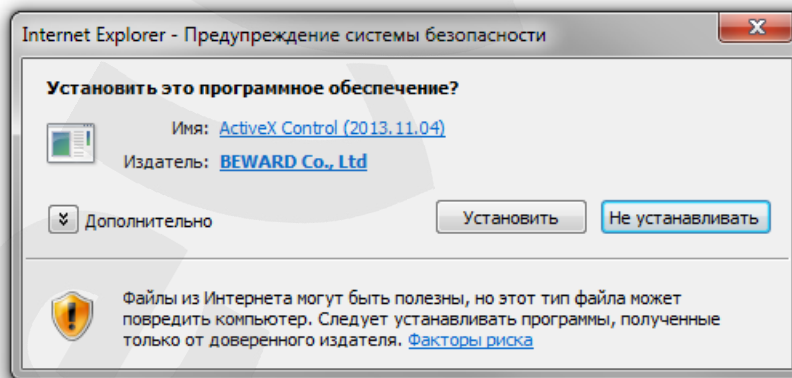 Internet Explorer - Предупреждение системы безопасности
Установить это программное обеспечение?
Имя: ActiveX Control (2013.11.04)
Издатель: BEWARD Co., Ltd
Дополнительно
Установить
Не устанавливать
Файлы из Интернета могут быть полезны, но этот тип файла может
повредить компьютер. Следует устанавливать программы, полученные
только от доверенного издателя. Факторы риска